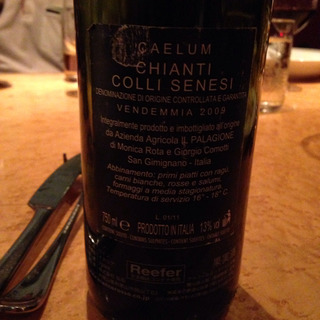 CAELUM
CHIANTI
COLLI SENESI
DENOMINAZIONE DI ORIGINE CONTROLLATA E GARANTITA
VENDEMMIA 2009
Integralmente prodotto e imbottigliato all'origine
da Azienda Agricola IL PALAGIONE
di Monica Rota e Giorgio Comotti
San Gimignano - Italia
Abbinamento: primi piatti con ragù,
carni bianche, rosse e salumi,
formaggi a media stagionatura.
Temperatura di servizio 16° - 18° C.
L 2011
750 ml e PRODOTTO IN ITALIA 13% vol
Reefer